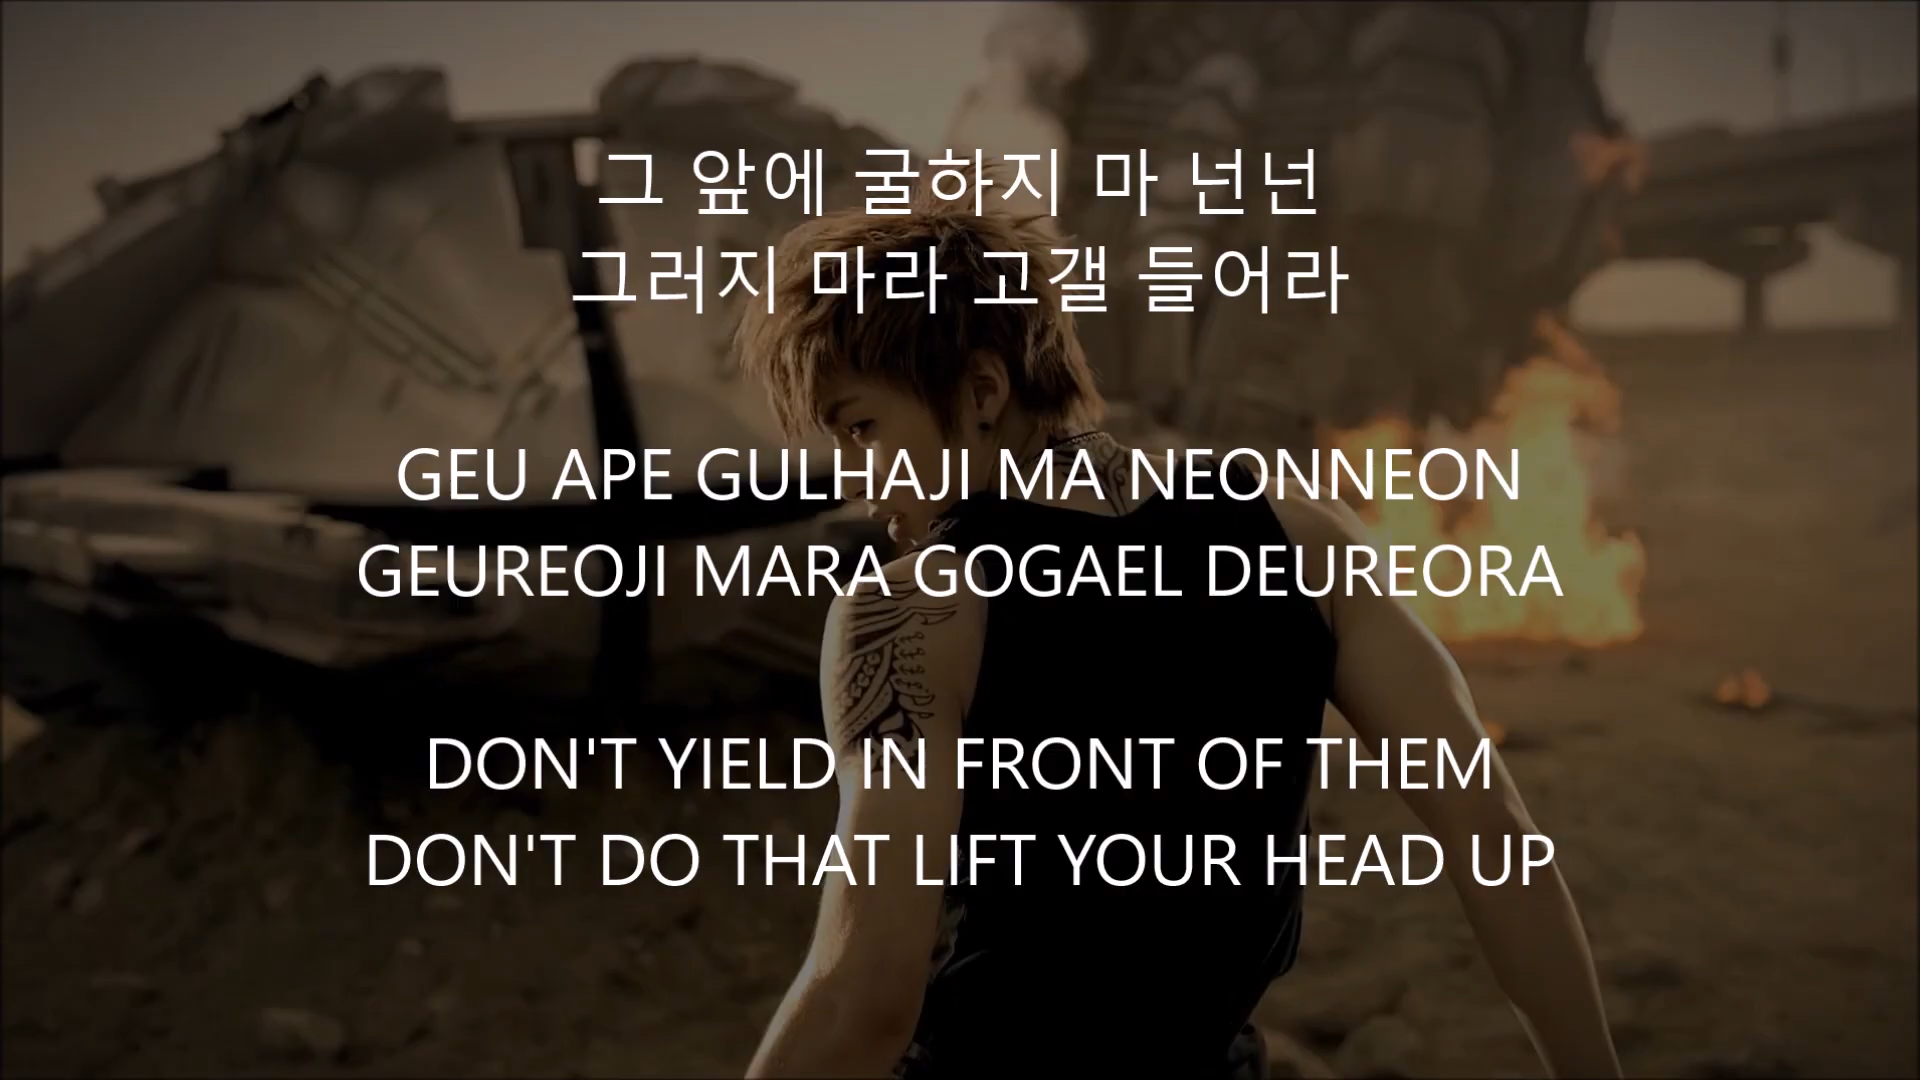 그 앞에 굴하지 마 넌넌
그러지 마라 고갤 들어라
GEU APE GULHAJI MA NEONNEON
GEUREOJI MARA GOGAEL DEUREORA
DON'T YIELD IN FRONT OF THEM
DON'T DO THAT LIFT YOUR HEAD UP